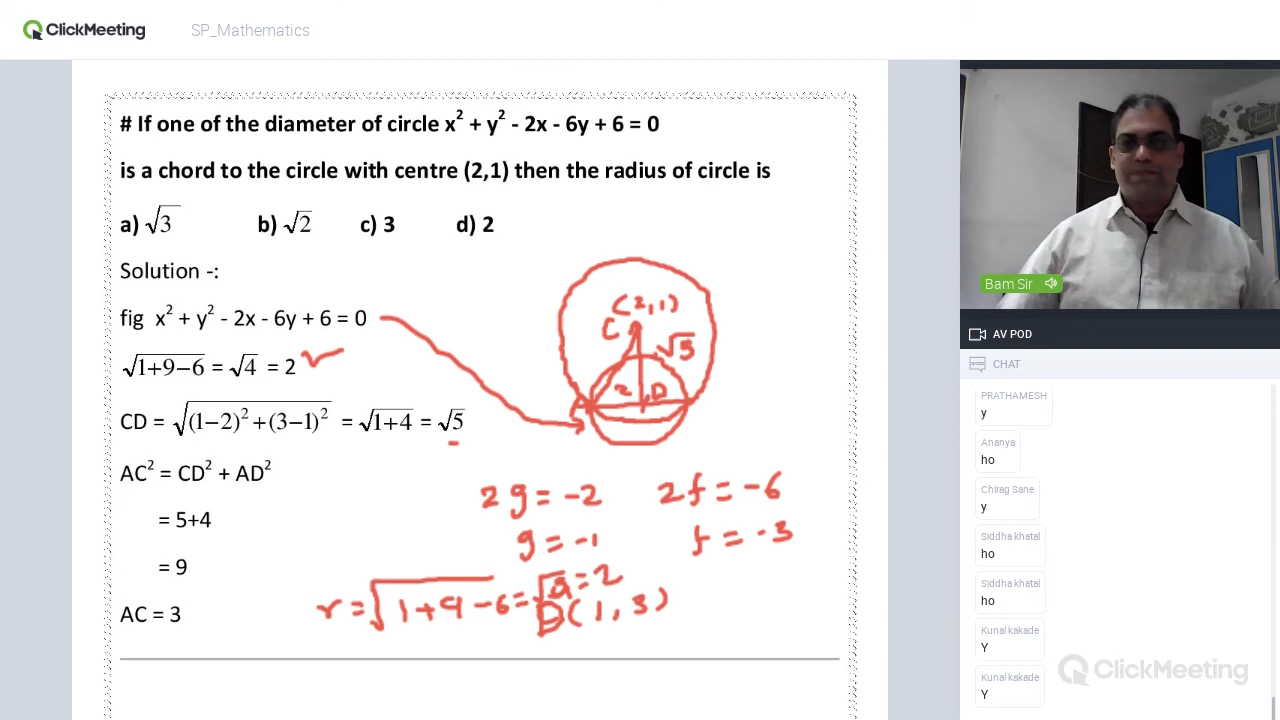 ClickMeeting SP_Mathematics
# If one of the diameter of circle x² + y² - 2x - 6y + 6 = 0
is a chord to the circle with centre (2,1) then the radius of circle is
a) √3 b) √2 c) 3 d) 2
Solution -:
fig x² + y² - 2x - 6y + 6 = 0
√1+9−6 = √4 = 2
CD = √(1−2)²+(3−1)² = √1+4 = √5
AC² = CD² + AD²
= 5+4
= 9
AC = 3
(2,1)
C
√5
2 D
2g = -2 2f = -6
g = -1 f = -3
r = √1+9-6 = √4 = 2
D(1, 3)
Bam Sir
AV POD
CHAT
PRATHAMESH
y
Ananya
ho
Chirag Sane
y
Siddha khatal
ho
Siddha khatal
ho
Kunal kakade
Y
Kunal kakade
Y
ClickMeeting